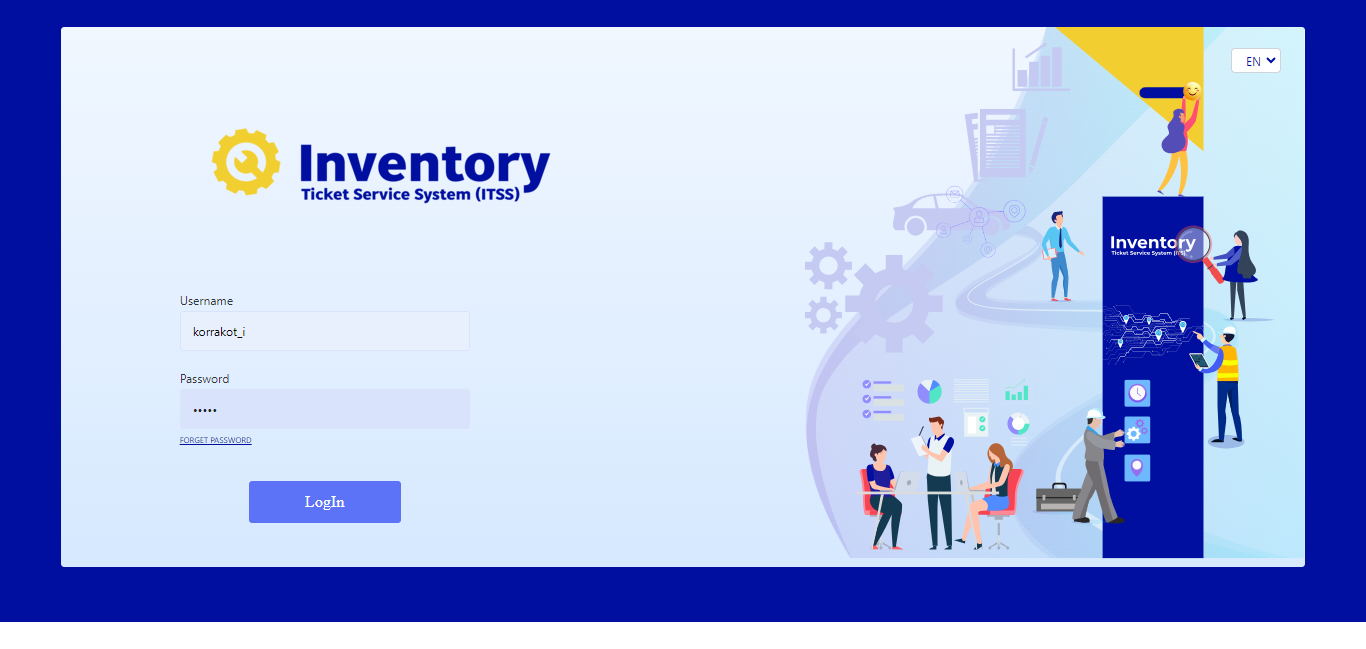 EN
Inventory
Ticket Service System (ITSS)
Username
korrakot_i
Password
•••••
FORGET PASSWORD
LogIn
Inventory
Ticket Service System (ITSS)